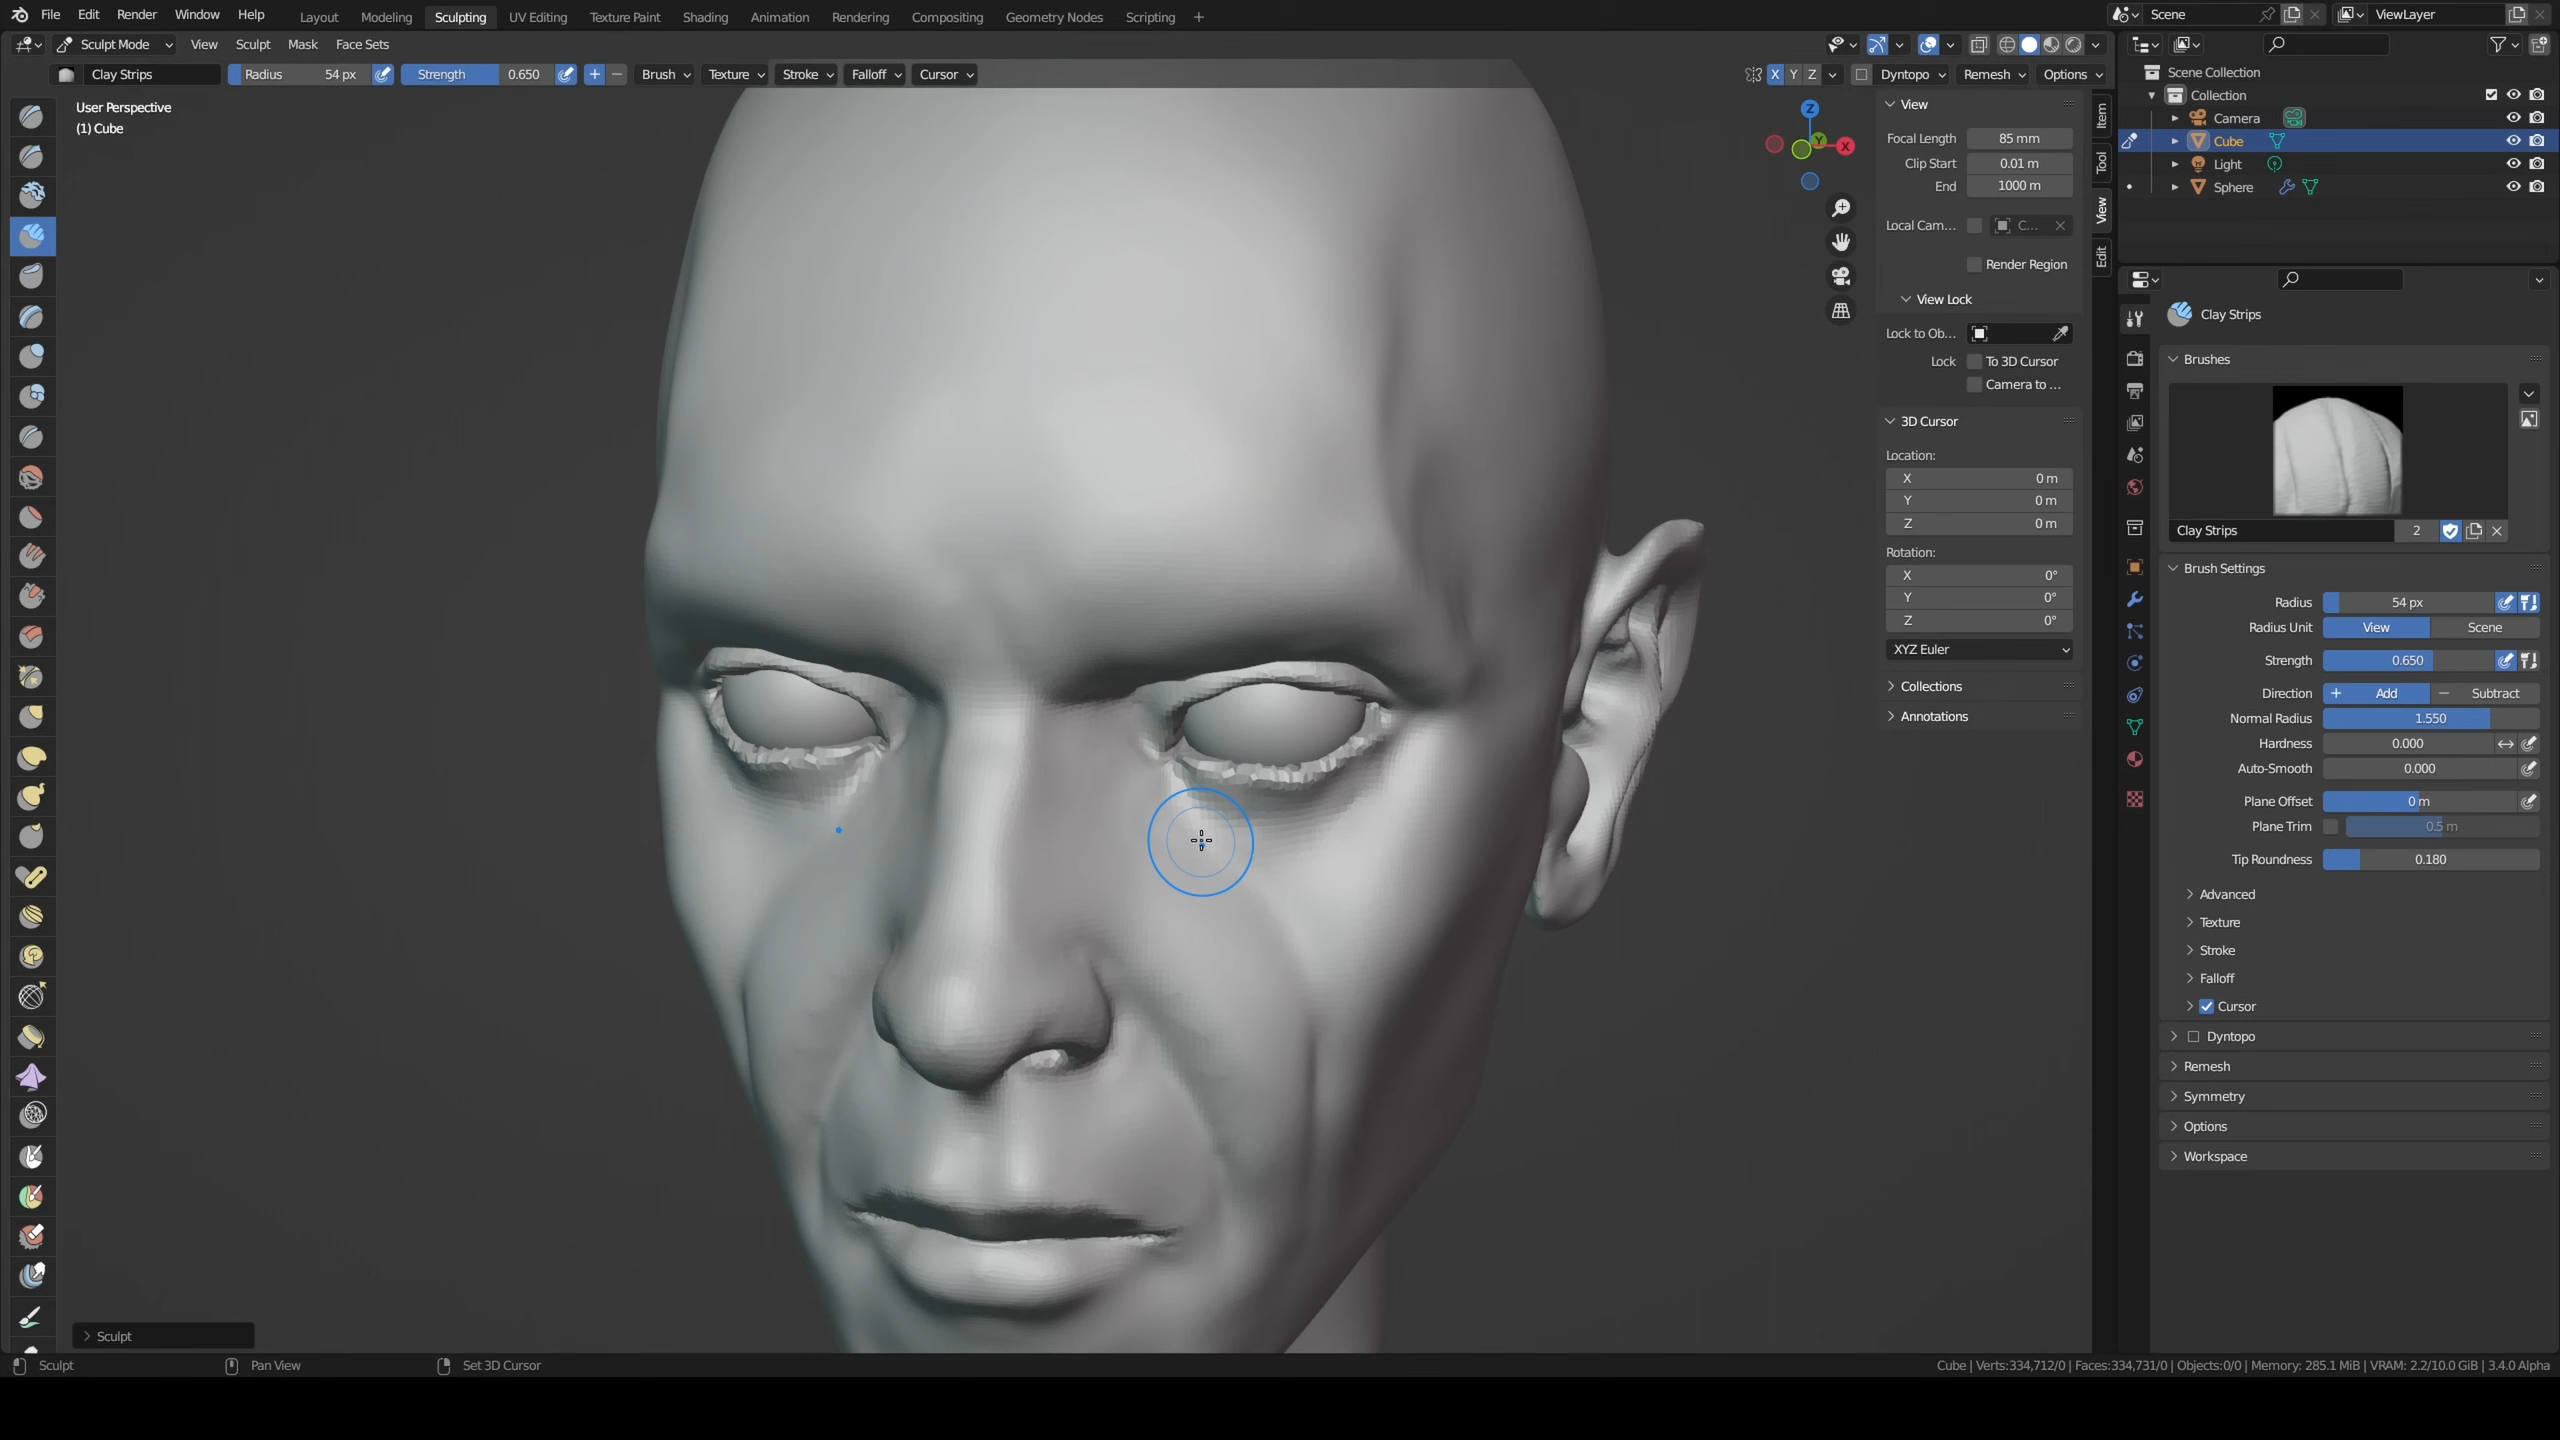 File Edit Render Window Help Layout Modeling Sculpting UV Editing Texture Paint Shading Animation Rendering Compositing Geometry Nodes Scripting + Scene ViewLayer
Sculpt Mode View Sculpt Mask Face Sets
Clay Strips Radius 54 px Strength 0.650 + − Brush Texture Stroke Falloff Cursor X Y Z Dyntopo Remesh Options
User Perspective
(1) Cube
Z
Y
X
View
Focal Length 85 mm
Clip Start 0.01 m
End 1000 m
Local Cam... C...
Render Region
View Lock
Lock to Ob...
Lock To 3D Cursor
Camera to ...
3D Cursor
Location:
X 0 m
Y 0 m
Z 0 m
Rotation:
X 0°
Y 0°
Z 0°
XYZ Euler
Collections
Annotations
Item
Tool
View
Edit
Scene Collection
Collection
Camera
Cube
Light
Sphere
Clay Strips
Brushes
Clay Strips 2
Brush Settings
Radius 54 px
Radius Unit View Scene
Strength 0.650
Direction + Add − Subtract
Normal Radius 1.550
Hardness 0.000
Auto-Smooth 0.000
Plane Offset 0 m
Plane Trim 0.5 m
Tip Roundness 0.180
Advanced
Texture
Stroke
Falloff
Cursor
Dyntopo
Remesh
Symmetry
Options
Workspace
Sculpt
Sculpt Pan View Set 3D Cursor Cube | Verts:334,712/0 | Faces:334,731/0 | Objects:0/0 | Memory: 285.1 MiB | VRAM: 2.2/10.0 GiB | 3.4.0 Alpha